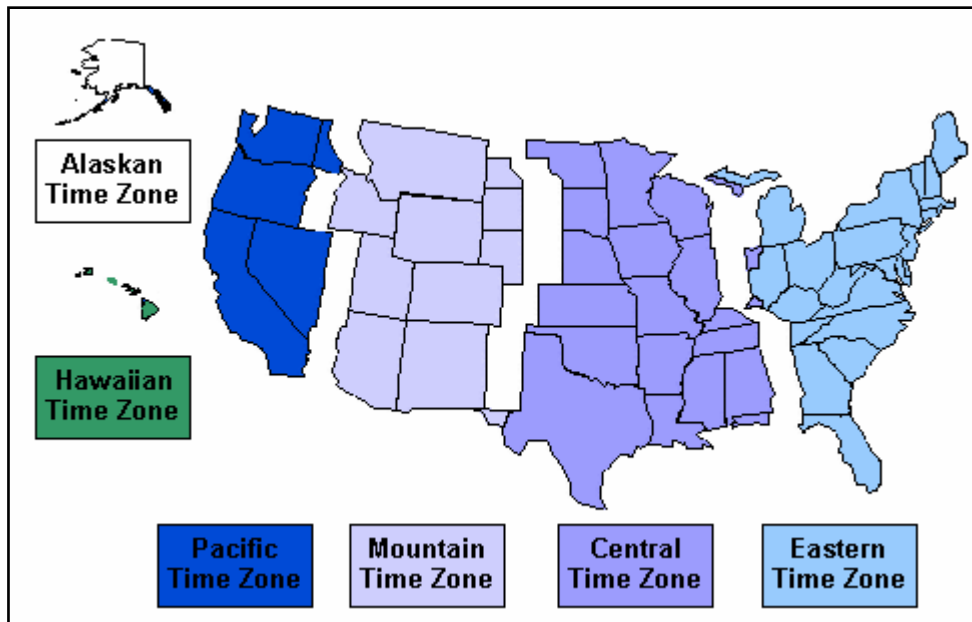 Alaskan
Time Zone
Hawaiian
Time Zone
Pacific
Time Zone
Mountain
Time Zone
Central
Time Zone
Eastern
Time Zone